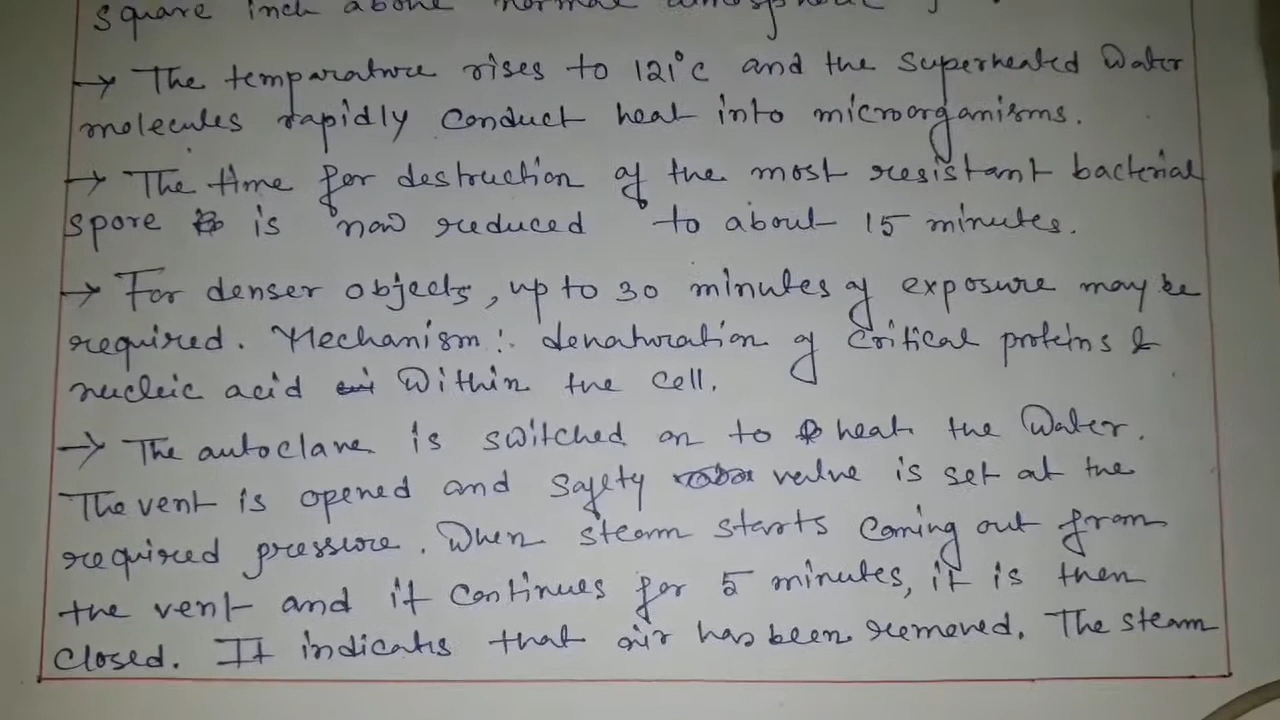 square inch above normal atmospheric
→ The temparature rises to 121°c and the superheated water
molecules rapidly conduct heat into microorganisms.
→ The time for destruction of the most resistant bacterial
spore is now reduced to about 15 minutes.
→ For denser objects, up to 30 minutes of exposure may be
required. Mechanism: denaturation of critical proteins &
nucleic acid within the cell.
→ The autoclave is switched on to heat the water.
The vent is opened and safety valve is set at the
required pressure. When steam starts coming out from
the vent and it continues for 5 minutes, it is then
closed. It indicates that air has been removed. The steam